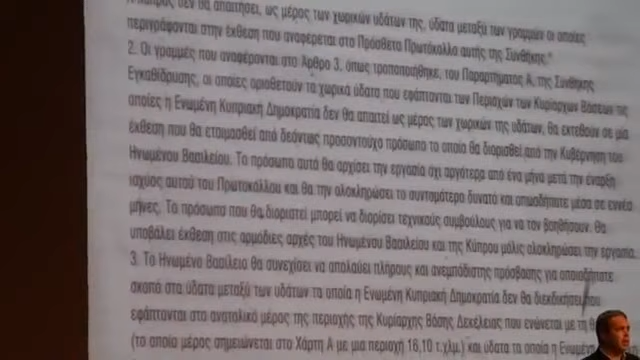 Κύπρος δεν θα απαιτήσει, ως μέρος των χωρικών υδάτων της, ύδατα μεταξύ των γραμμών οι οποίες
περιγράφονται στην έκθεση που αναφέρεται στο Πρόσθετο Πρωτόκολλο αυτής της Συνθήκης."
2. Οι γραμμές που αναφέρονται στο Άρθρο 3, όπως τροποποιήθηκε, του Παραρτήματος Α, της Συνθήκης
Εγκαθίδρυσης, οι οποίες οριοθετούν τα χωρικά ύδατα που εφάπτονται των Περιοχών των Κυρίαρχων Βάσεων τις
οποίες η Ενωμένη Κυπριακή Δημοκρατία δεν θα απαιτεί ως μέρος των χωρικών της υδάτων, θα εκτεθούν σε μία
έκθεση που θα ετοιμασθεί από δεόντως προσοντούχο πρόσωπο το οποίο θα διορισθεί από την Κυβέρνηση του
Ηνωμένου Βασιλείου. Το πρόσωπο αυτό θα αρχίσει την εργασία όχι αργότερα από ένα μήνα μετά την έναρξη
ισχύος αυτού του Πρωτοκόλλου και θα την ολοκληρώσει το συντομότερο δυνατό και οπωσδήποτε μέσα σε εννέα
μήνες. Το πρόσωπο που θα διοριστεί μπορεί να διορίσει τεχνικούς συμβούλους για να τον βοηθήσουν. Θα
υποβάλει έκθεση στις αρμόδιες αρχές του Ηνωμένου Βασιλείου και της Κύπρου μόλις ολοκληρώσει την εργασία.
3. Το Ηνωμένο Βασίλειο θα συνεχίσει να απολαύει πλήρους και ανεμπόδιστης πρόσβασης για οποιοδήποτε
σκοπό στα ύδατα μεταξύ των υδάτων τα οποία η Ενωμένη Κυπριακή Δημοκρατία δεν θα διεκδικήσει που
εφάπτονται στο ανατολικό μέρος της περιοχής της Κυρίαρχης Βάσης Δεκέλειας που ενώνεται με τη
(το οποίο μέρος σημειώνεται στο Χάρτη Α με μια περιοχή 16,10 τ.χλμ.) και ύδατα τα οποία η Ενωμένη